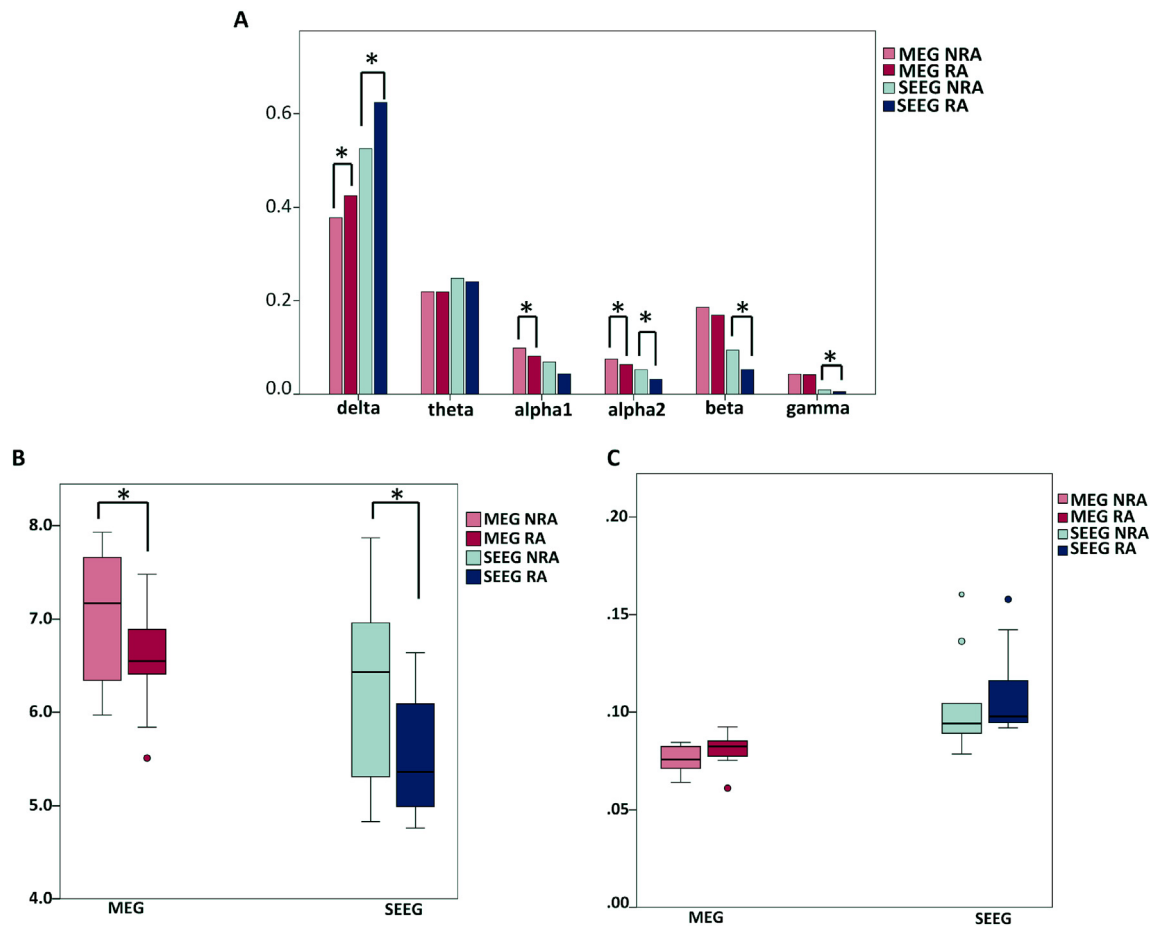 A
MEG NRA
MEG RA
SEEG NRA
SEEG RA
0.6
0.4
0.2
0.0
*
*
*
*
*
*
*
delta theta alpha1 alpha2 beta gamma
B
MEG NRA
MEG RA
SEEG NRA
SEEG RA
8.0
7.0
6.0
5.0
4.0
*
*
MEG SEEG
C
MEG NRA
MEG RA
SEEG NRA
SEEG RA
.20
.15
.10
.05
.00
MEG SEEG